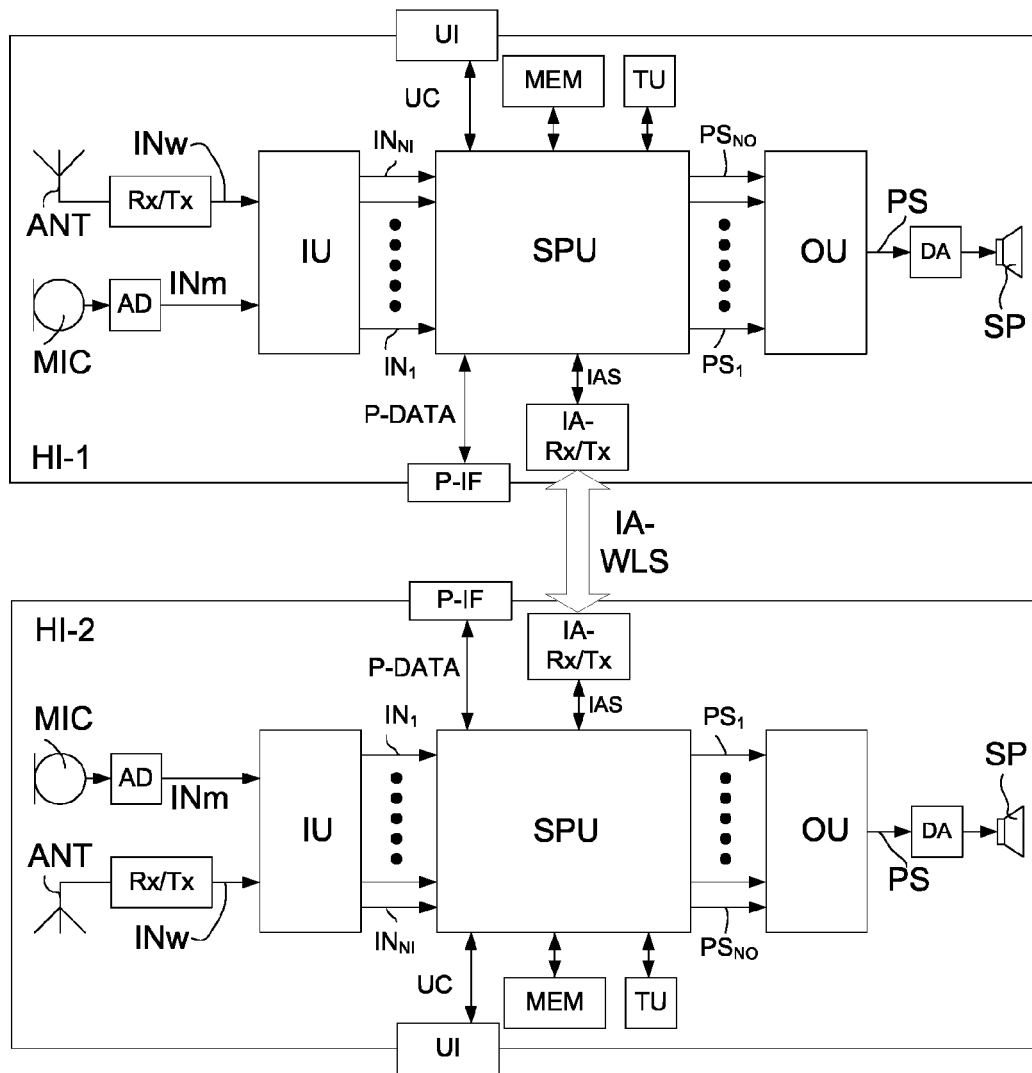 UI
MEM
TU
UC
INw
IN_NI
PS_NO
Rx/Tx
ANT
IU
SPU
OU
PS
DA
INm
AD
SP
MIC
IN_1
PS_1
IAS
P-DATA
IA-
Rx/Tx
HI-1
P-IF
IA-
WLS
P-IF
HI-2
IA-
Rx/Tx
P-DATA
IAS
MIC
IN_1
PS_1
SP
AD
INm
IU
SPU
OU
DA
ANT
PS
Rx/Tx
INw
IN_NI
PS_NO
UC
MEM
TU
UI